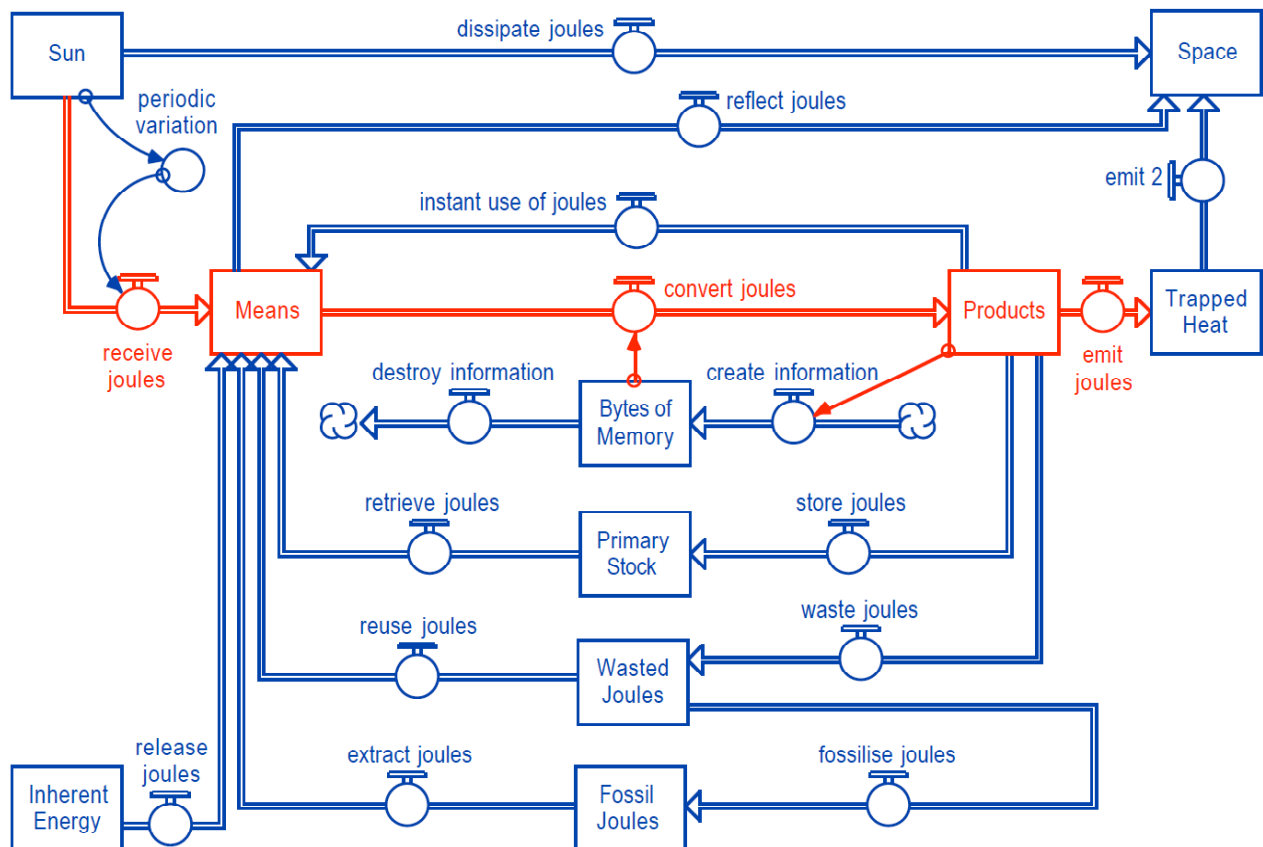 dissipate joules
Sun
Space
periodic
variation
reflect joules
emit 2
instant use of joules
Means
convert joules
Products
Trapped
Heat
receive
joules
emit
joules
destroy information
create information
Bytes of
Memory
retrieve joules
store joules
Primary
Stock
reuse joules
waste joules
Wasted
Joules
release
joules
extract joules
fossilise joules
Inherent
Energy
Fossil
Joules